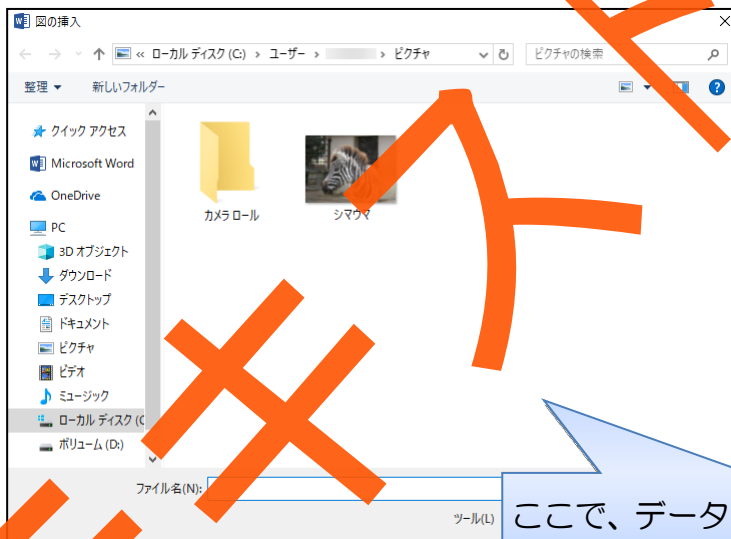 図の挿入
ローカル ディスク (C:) › ユーザー › › ピクチャ
ピクチャの検索
整理
新しいフォルダー
クイック アクセス
Microsoft Word
OneDrive
PC
3D オブジェクト
ダウンロード
デスクトップ
ドキュメント
ピクチャ
ビデオ
ミュージック
ローカル ディスク (C
ボリューム (D:)
カメラ ロール
シマウマ
ファイル名(N):
ツール(L)
ここで、データ